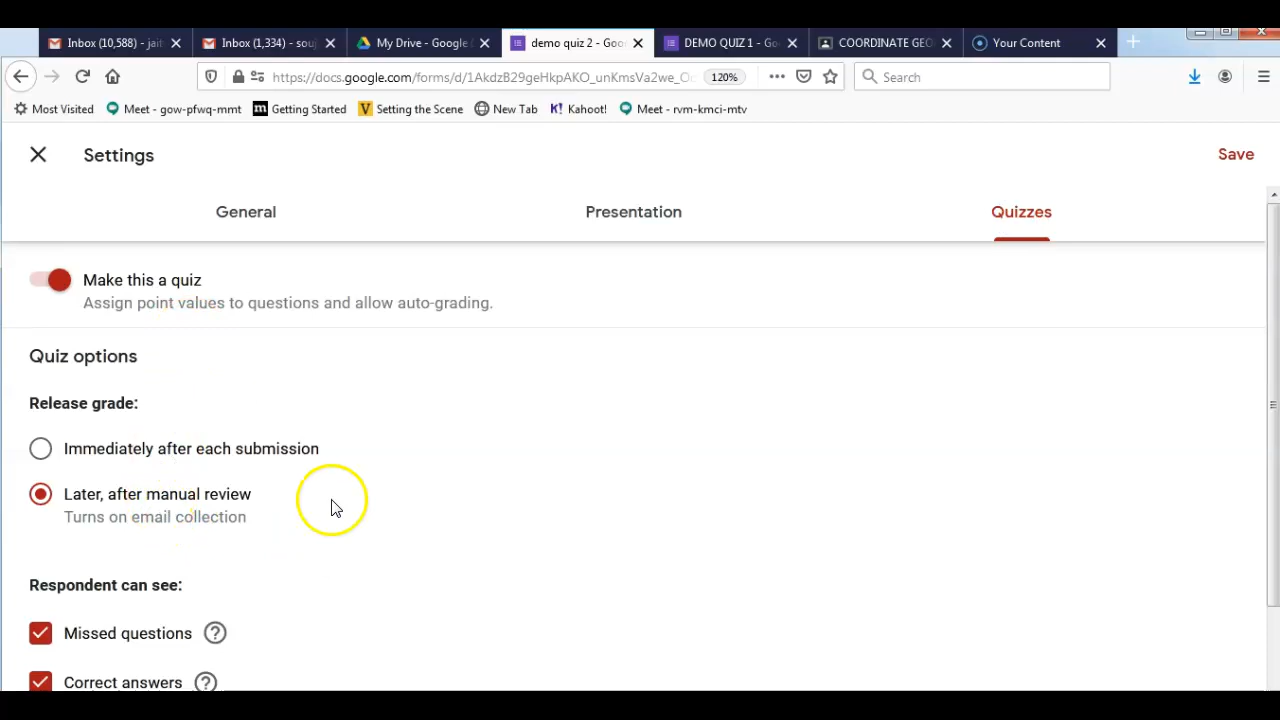 Inbox (10,588) - jait
Inbox (1,334) - souj
My Drive - Google
demo quiz 2 - Goo
DEMO QUIZ 1 - Go
COORDINATE GEO
Your Content
https://docs.google.com/forms/d/1AkdzB29geHkpAKO_unKmsVa2we_Oc
120%
Search
Most Visited
Meet - gow-pfwq-mmt
Getting Started
Setting the Scene
New Tab
Kahoot!
Meet - rvm-kmci-mtv
Settings
Save
General
Presentation
Quizzes
Make this a quiz
Assign point values to questions and allow auto-grading.
Quiz options
Release grade:
Immediately after each submission
Later, after manual review
Turns on email collection
Respondent can see:
Missed questions
Correct answers